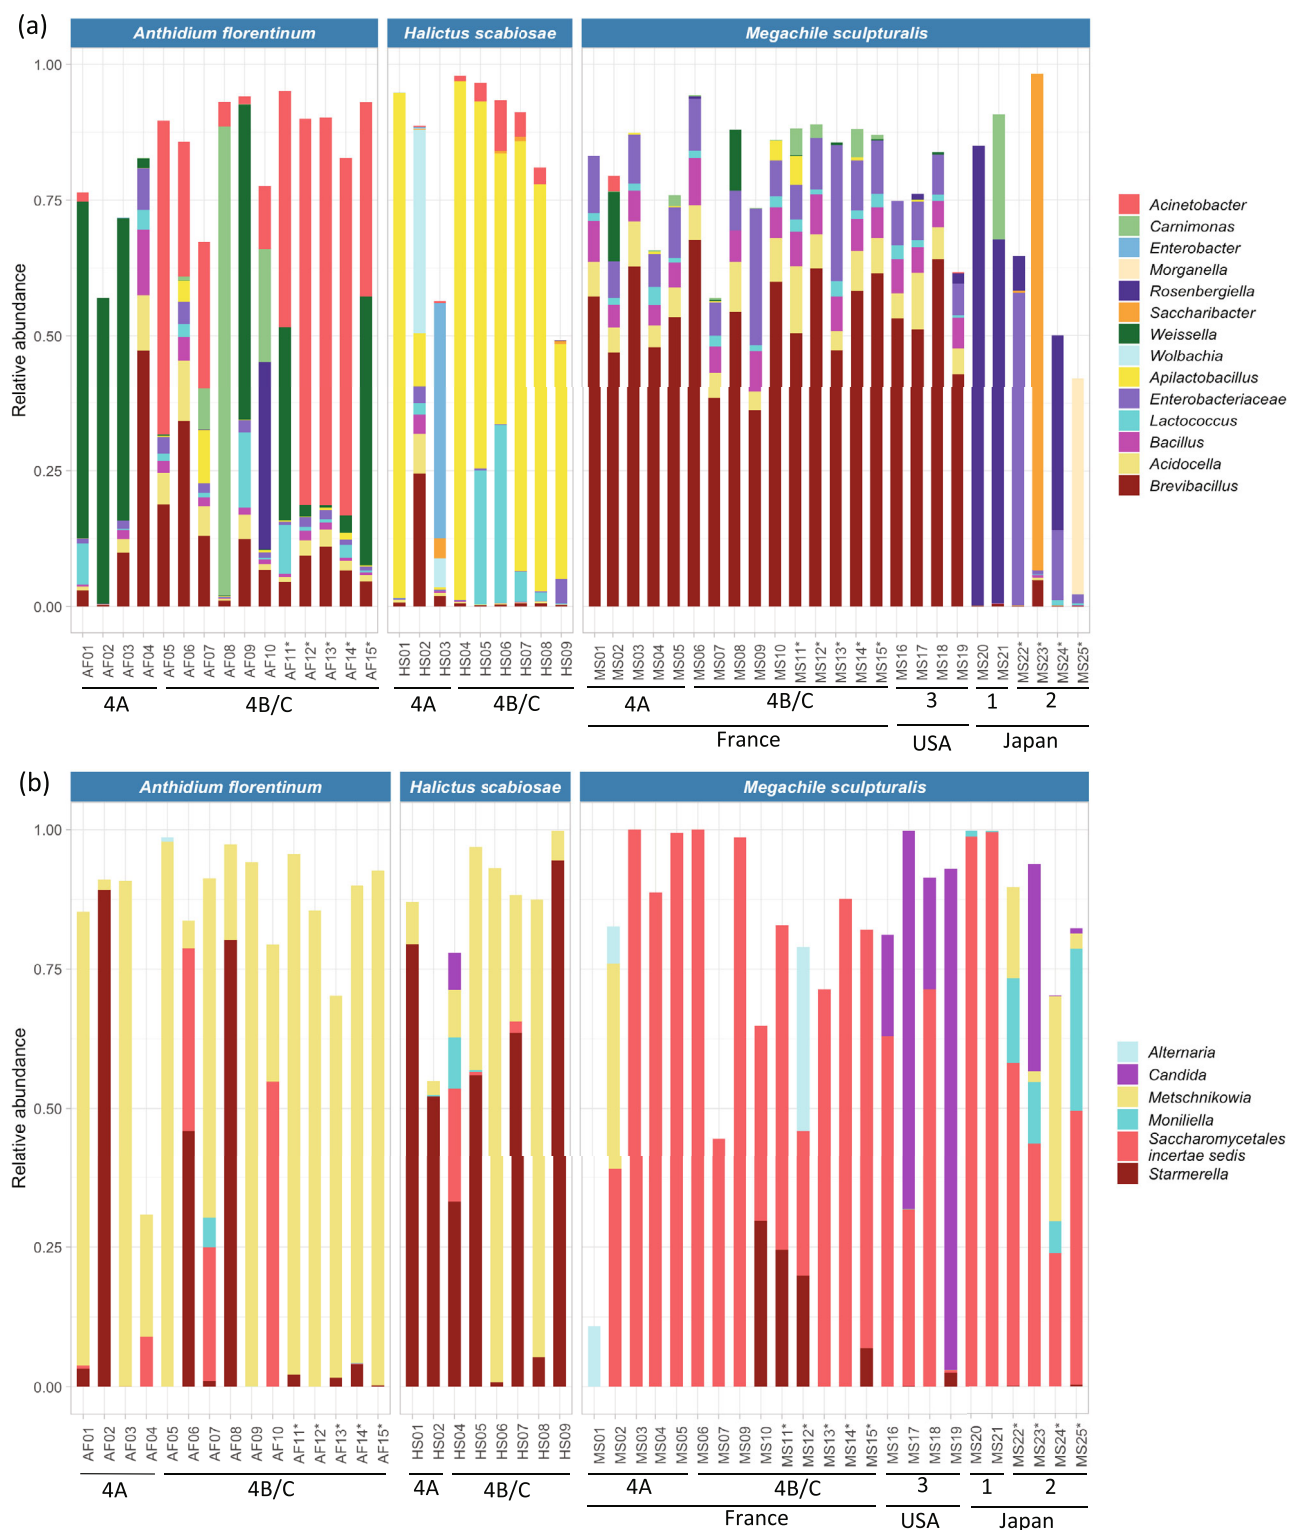 (a)
Anthidium florentinum
Halictus scabiosae
Megachile sculpturalis
1.00
0.75
0.50
0.25
0.00
Relative abundance
Acinetobacter
Carnimonas
Enterobacter
Morganella
Rosenbergiella
Saccharibacter
Weissella
Wolbachia
Apilactobacillus
Enterobacteriaceae
Lactococcus
Bacillus
Acidocella
Brevibacillus
AF01
AF02
AF03
AF04
AF05
AF06
AF07
AF08
AF09
AF10
AF11*
AF12*
AF13*
AF14*
AF15*
HS01
HS02
HS03
HS04
HS05
HS06
HS07
HS08
HS09
MS01
MS02
MS03
MS04
MS05
MS06
MS07
MS08
MS09
MS10
MS11*
MS12*
MS13*
MS14*
MS15*
MS16
MS17
MS18
MS19
MS20
MS21
MS22*
MS23*
MS24*
MS25*
4A
4B/C
4A
4B/C
4A
4B/C
3
1
2
France
USA
Japan
(b)
Anthidium florentinum
Halictus scabiosae
Megachile sculpturalis
1.00
0.75
0.50
0.25
0.00
Relative abundance
Alternaria
Candida
Metschnikowia
Moniliella
Saccharomycetales
incertae sedis
Starmerella
AF01
AF02
AF03
AF04
AF05
AF06
AF07
AF08
AF09
AF10
AF11*
AF12*
AF13*
AF14*
AF15*
HS01
HS02
HS04
HS05
HS06
HS07
HS08
HS09
MS01
MS02
MS03
MS04
MS05
MS06
MS07
MS09
MS10
MS11*
MS12*
MS13*
MS14*
MS15*
MS16
MS17
MS18
MS19
MS20
MS21
MS22*
MS23*
MS24*
MS25*
4A
4B/C
4A
4B/C
4A
4B/C
3
1
2
France
USA
Japan